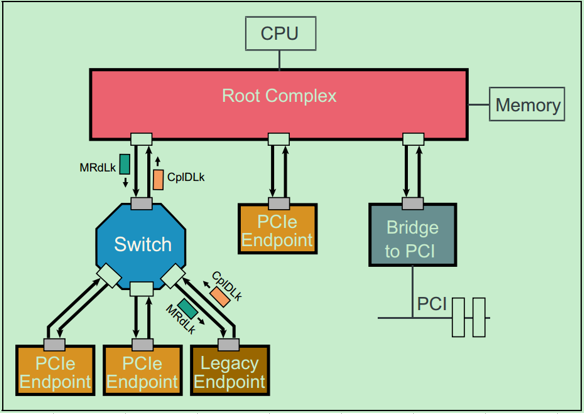 CPU
Root Complex
Memory
MRdLk
CplDLk
PCIe
Endpoint
Bridge
to PCI
Switch
CplDLk
MRdLk
PCI
PCIe
Endpoint
PCIe
Endpoint
Legacy
Endpoint